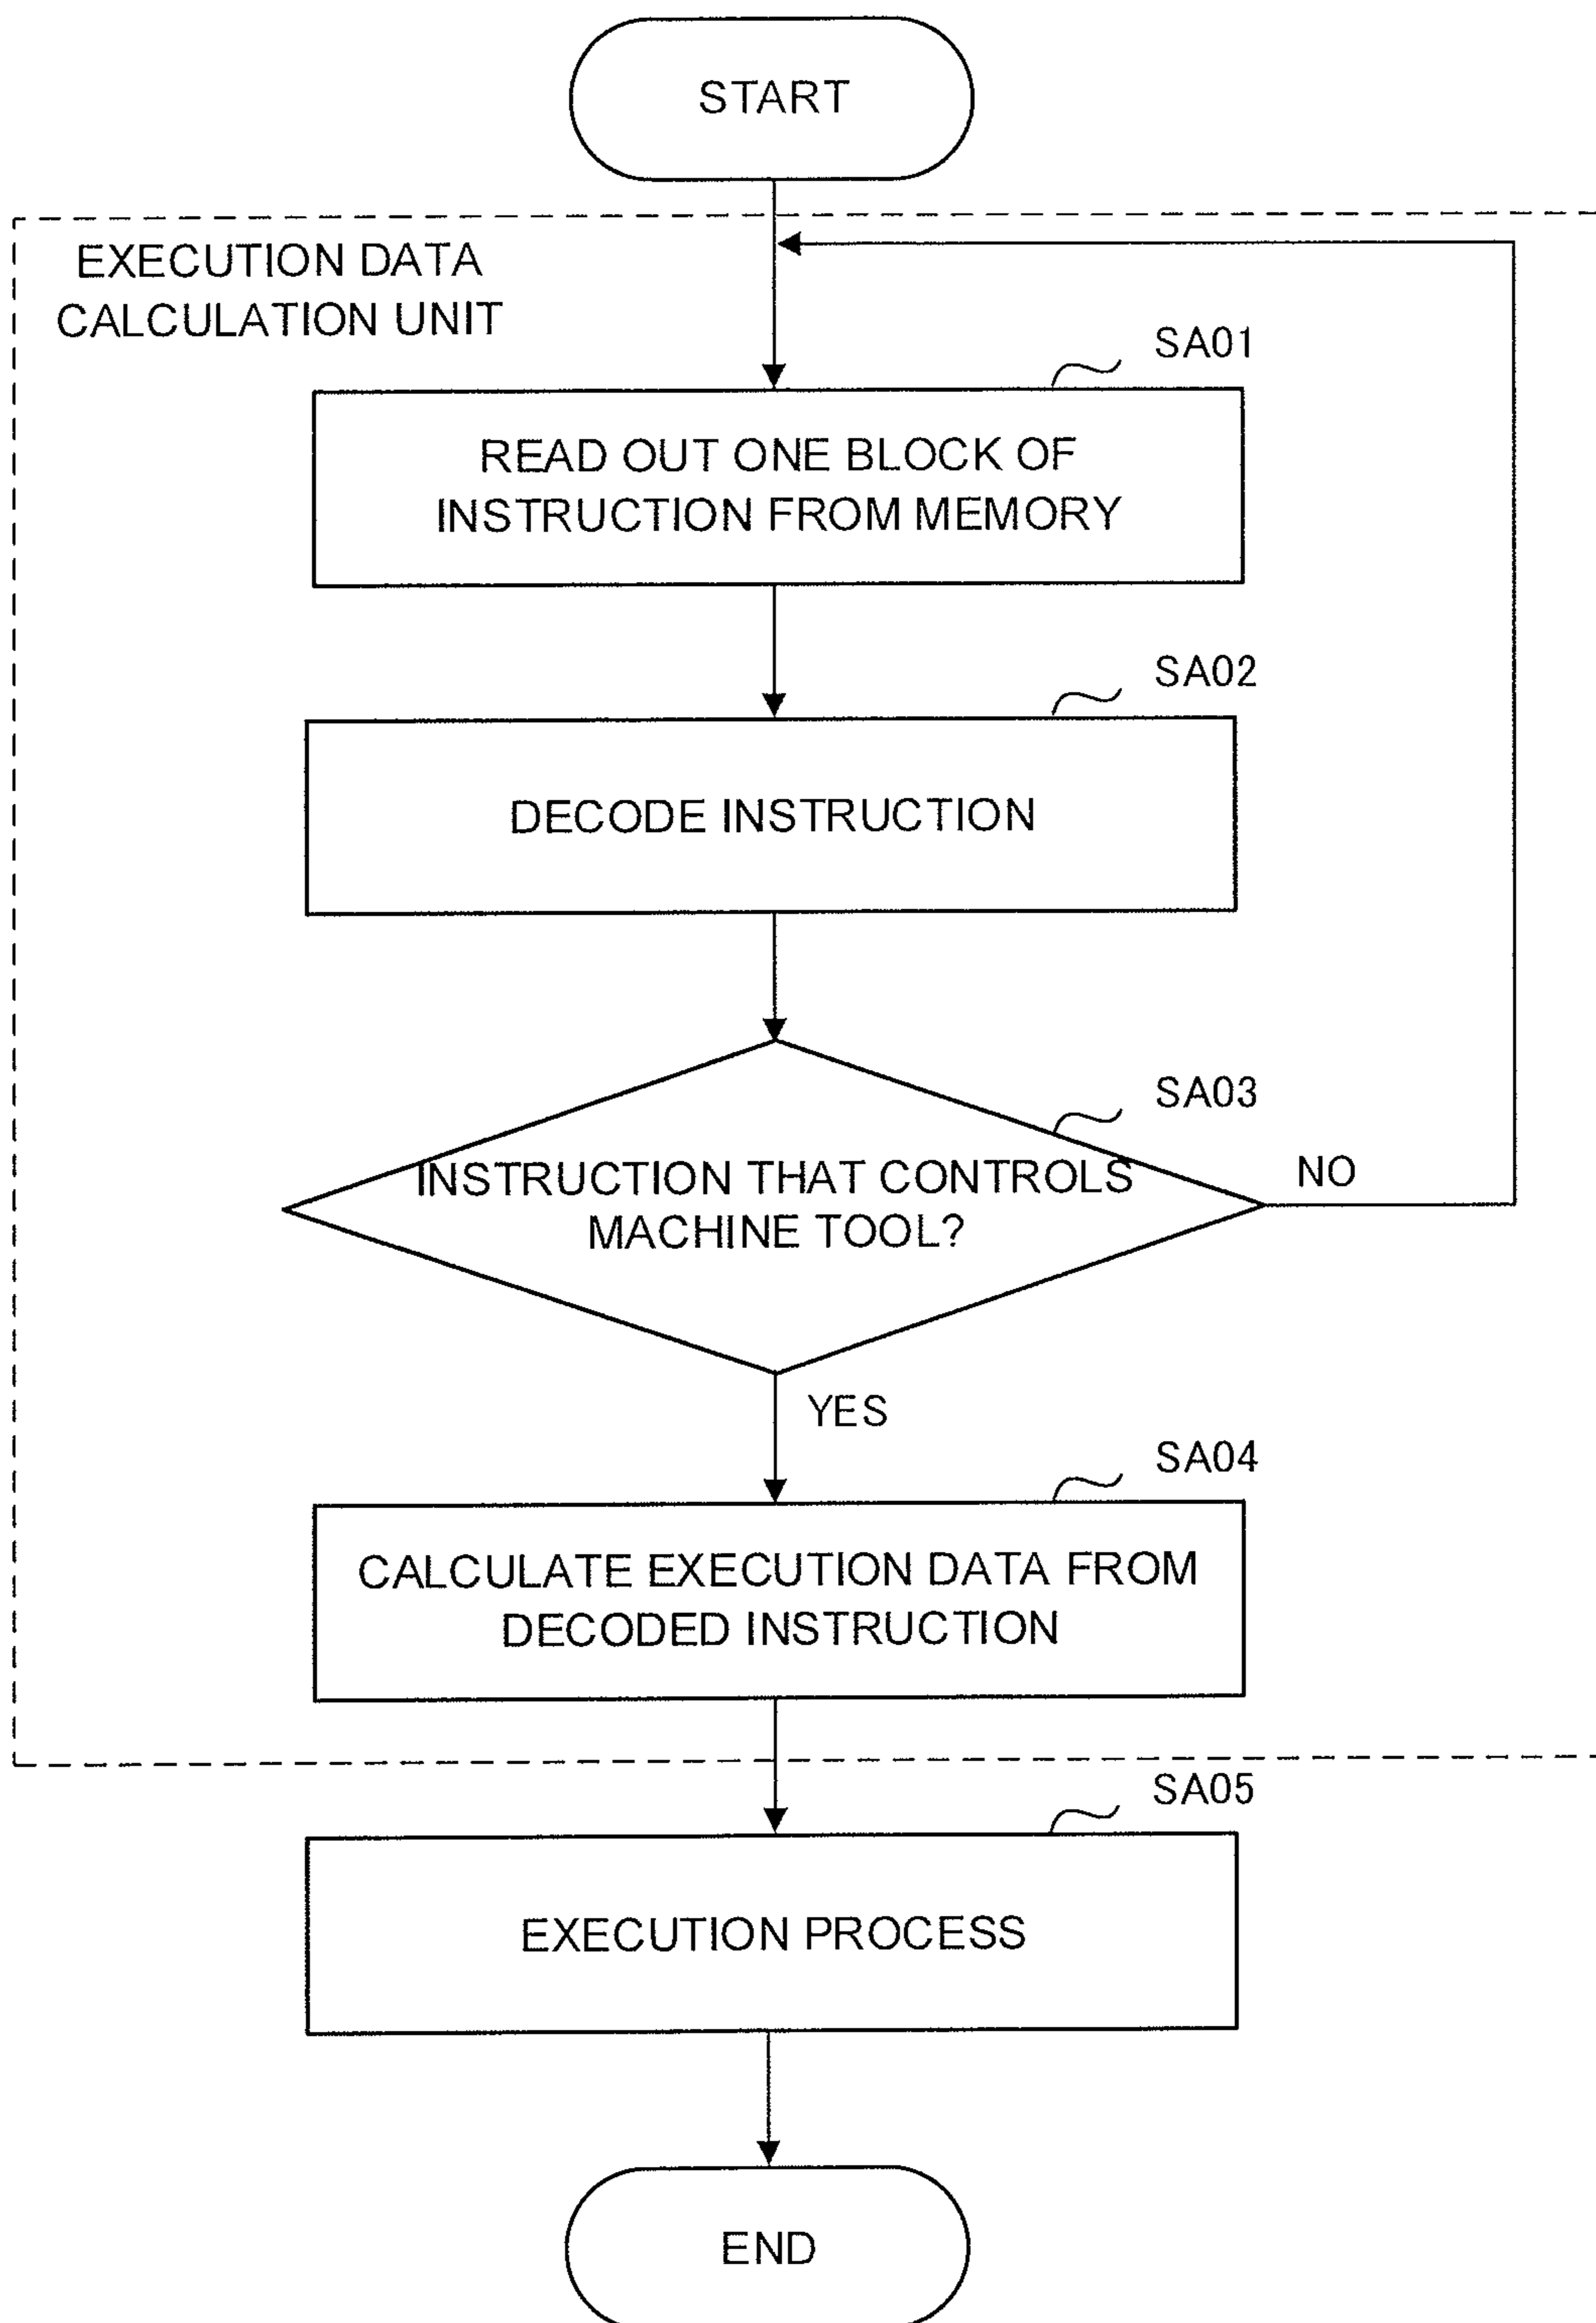 START
EXECUTION DATA
CALCULATION UNIT
SA01
READ OUT ONE BLOCK OF
INSTRUCTION FROM MEMORY
SA02
DECODE INSTRUCTION
SA03
INSTRUCTION THAT CONTROLS
MACHINE TOOL?
NO
YES
SA04
CALCULATE EXECUTION DATA FROM
DECODED INSTRUCTION
SA05
EXECUTION PROCESS
END